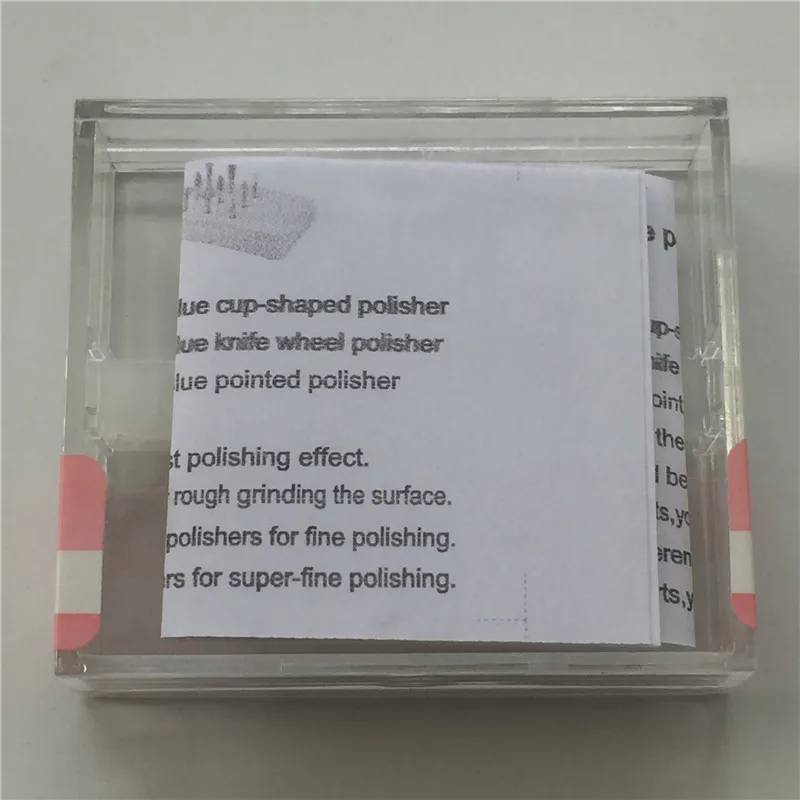 lue cup-shaped polisher
lue knife wheel polisher
lue pointed polisher
st polishing effect.
rough grinding the surface.
polishers for fine polishing.
rs for super-fine polishing.
e p
up-s
nife
oint
the
l be
ts,yo
eren
rts,y